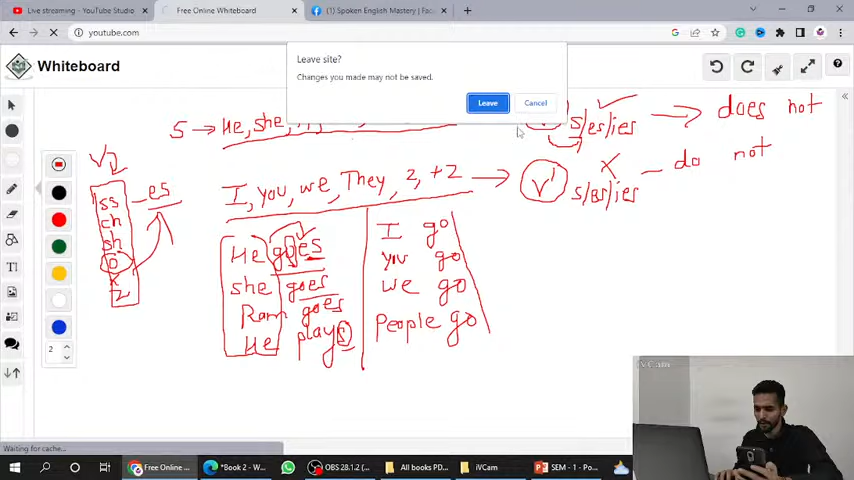 Live streaming - YouTube Studio
Free Online Whiteboard
(1) Spoken English Mastery | Fac
youtube.com
Leave site?
Changes you made may not be saved.
Leave
Cancel
Whiteboard
S → He, she,
s/es/ies → does not
I, you, we, They, 2, +2 → V¹ s/es/ies — do not
ss
ch
sh
o
x
z
es
He goes
she goes
Ram goes
He plays
I go
you go
we go
People go
2
iVCam
Waiting for cache...
Free Online ...
*Book 2 - W...
OBS 28.1.2 (...
All books PD...
iVCam
SEM - 1 - Po...